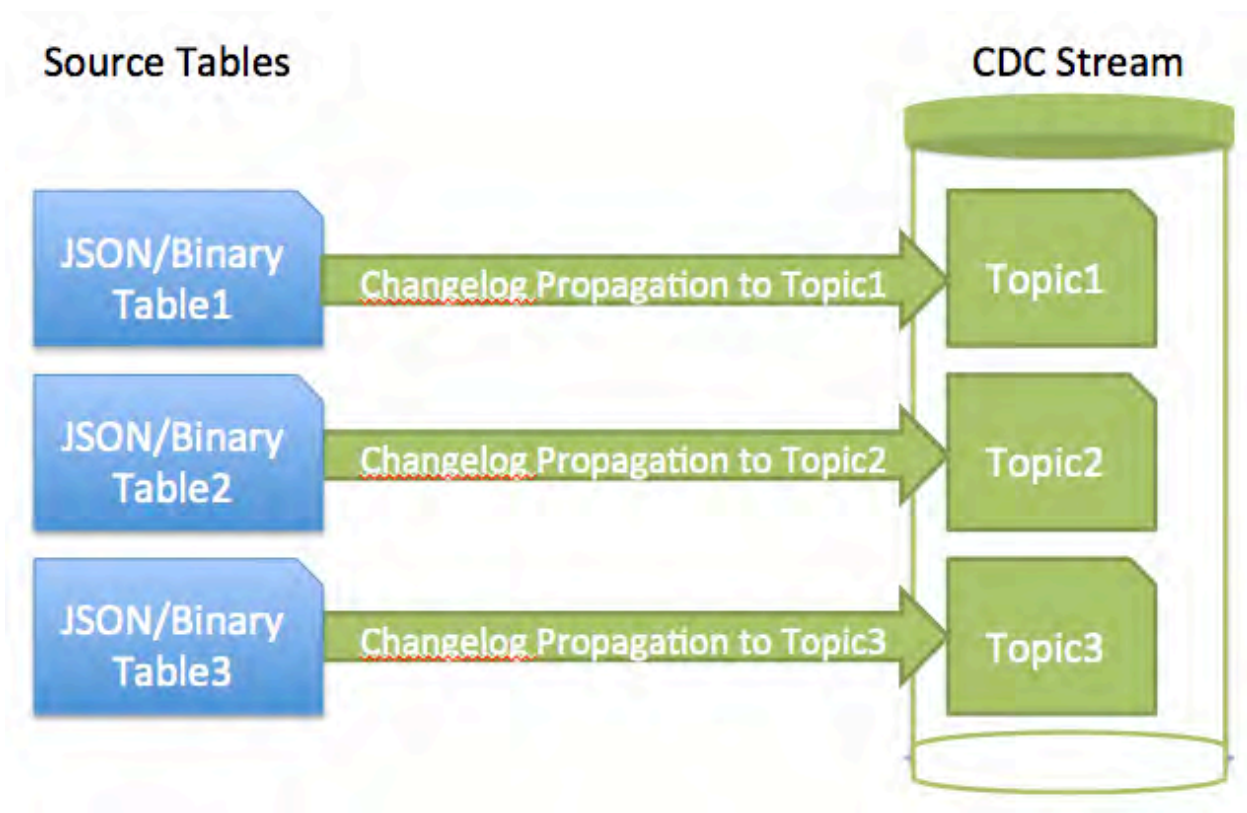 Source Tables
CDC Stream
JSON/Binary
Table1
Changelog Propagation to Topic1
Topic1
JSON/Binary
Table2
Changelog Propagation to Topic2
Topic2
JSON/Binary
Table3
Changelog Propagation to Topic3
Topic3